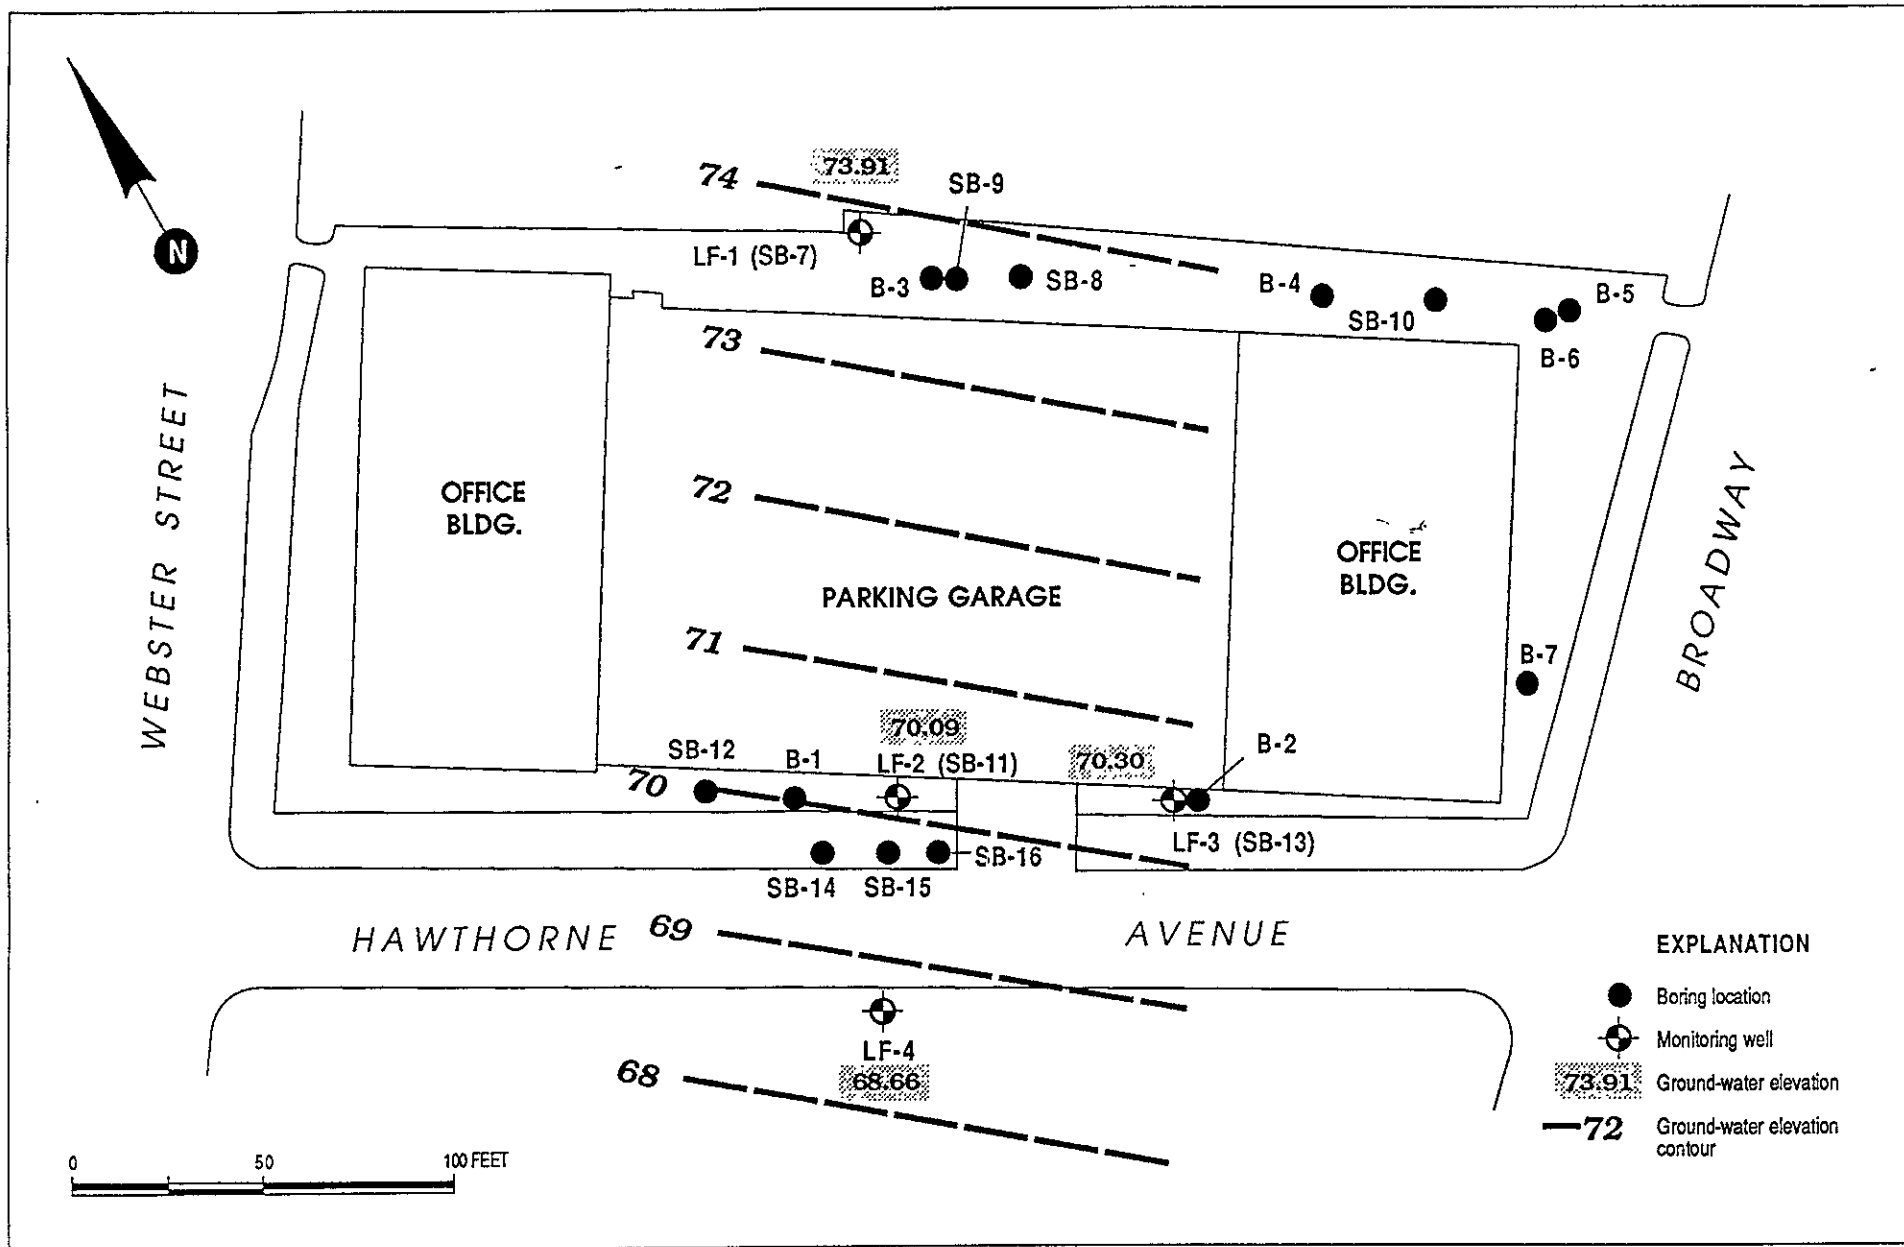 N
74
73.91
SB-9
LF-1 (SB-7)
B-3
SB-8
B-4
SB-10
B-5
B-6
73
WEBSTER STREET
OFFICE
BLDG.
72
OFFICE
BLDG.
PARKING GARAGE
BROADWAY
71
B-7
70.09
SB-12
B-1
LF-2 (SB-11)
70.30
B-2
70
LF-3 (SB-13)
SB-16
SB-14
SB-15
HAWTHORNE AVENUE
69
LF-4
68.66
68
EXPLANATION
Boring location
Monitoring well
73.91 Ground-water elevation
72 Ground-water elevation
contour
0 50 100 FEET